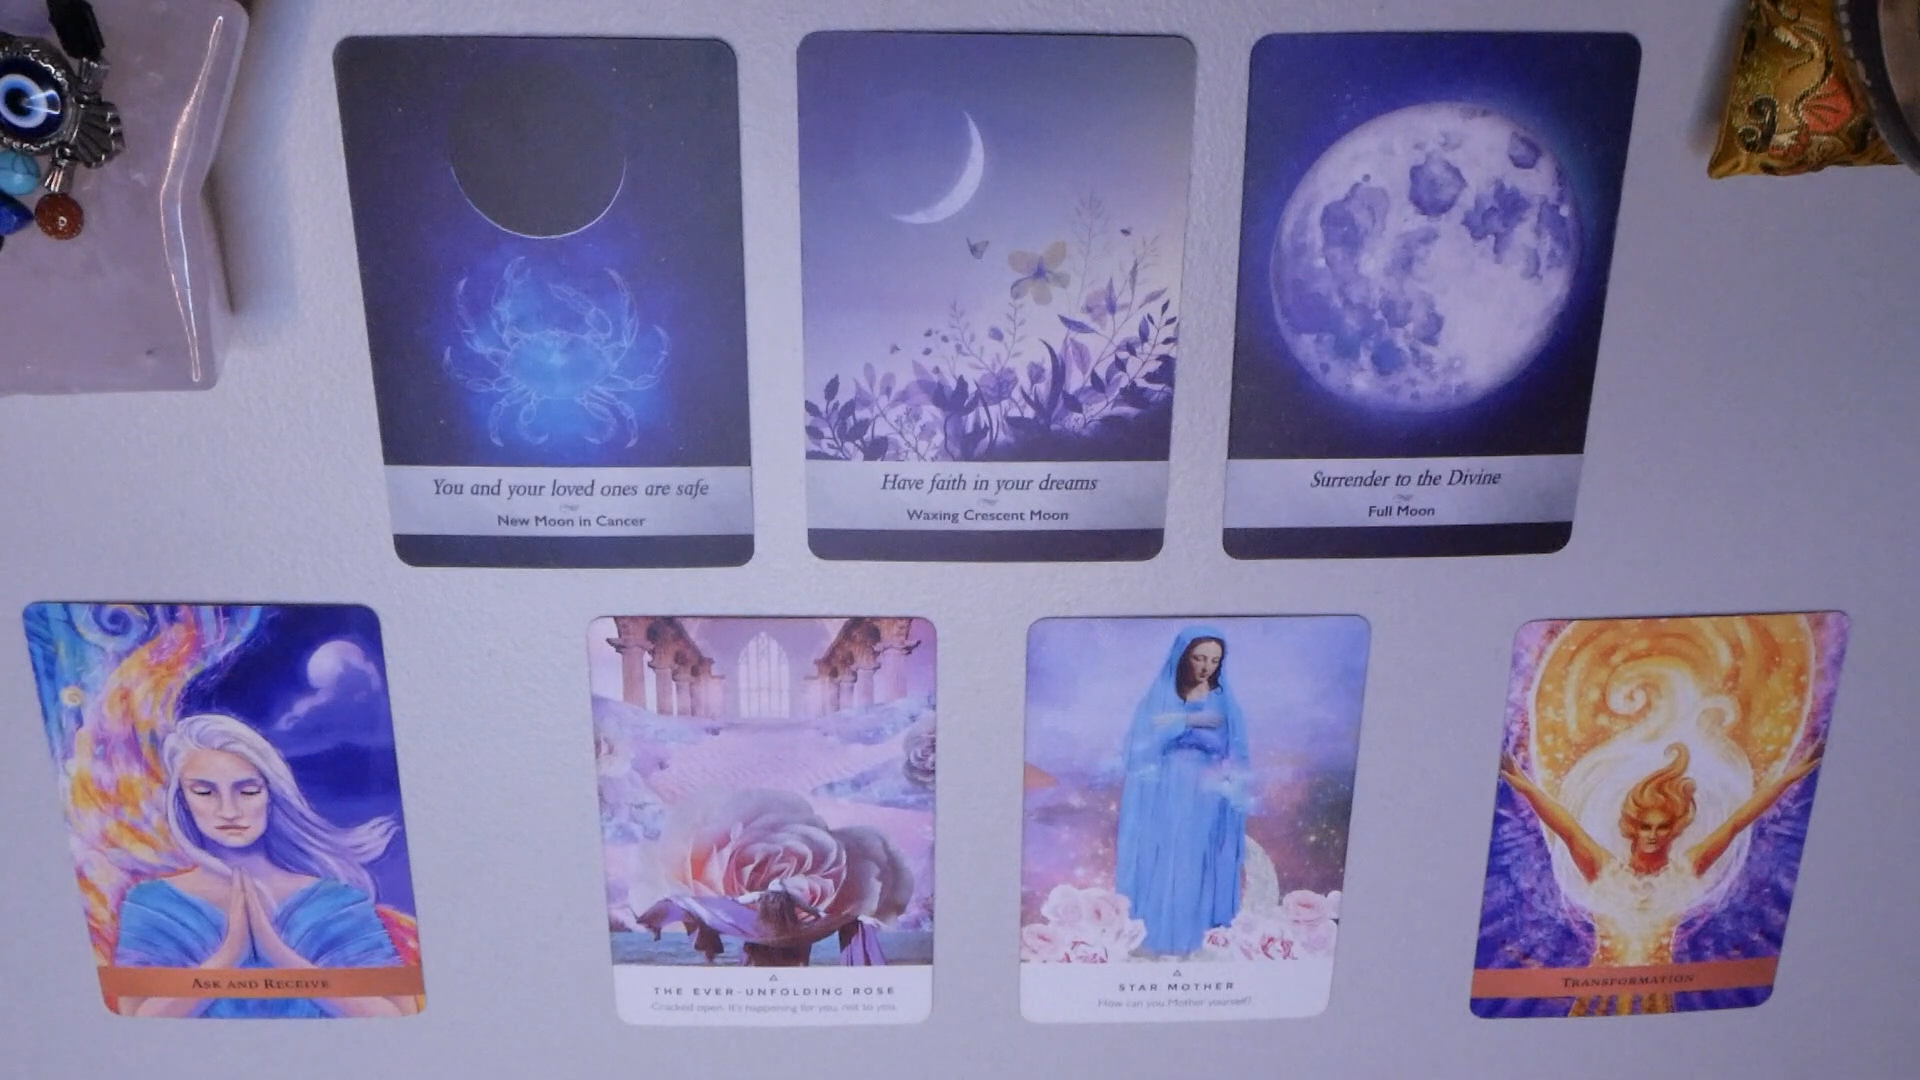 You and your loved ones are safe
New Moon in Cancer
Have faith in your dreams
Waxing Crescent Moon
Surrender to the Divine
Full Moon
ASK AND RECEIVE
THE EVER-UNFOLDING ROSE
Cracked open. It's happening for you, not to you.
STAR MOTHER
How can you Mother yourself?
TRANSFORMATION